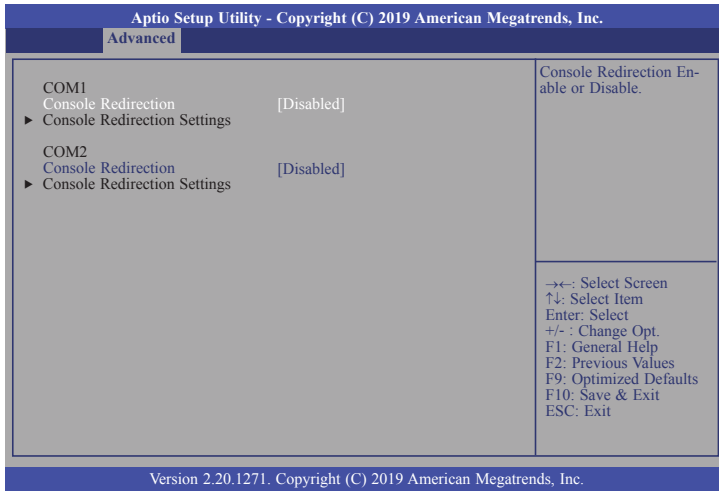 Aptio Setup Utility - Copyright (C) 2019 American Megatrends, Inc.
Advanced
COM1
Console Redirection [Disabled]
► Console Redirection Settings
COM2
Console Redirection [Disabled]
► Console Redirection Settings
Console Redirection En-
able or Disable.
→←: Select Screen
↑↓: Select Item
Enter: Select
+/- : Change Opt.
F1: General Help
F2: Previous Values
F9: Optimized Defaults
F10: Save & Exit
ESC: Exit
Version 2.20.1271. Copyright (C) 2019 American Megatrends, Inc.